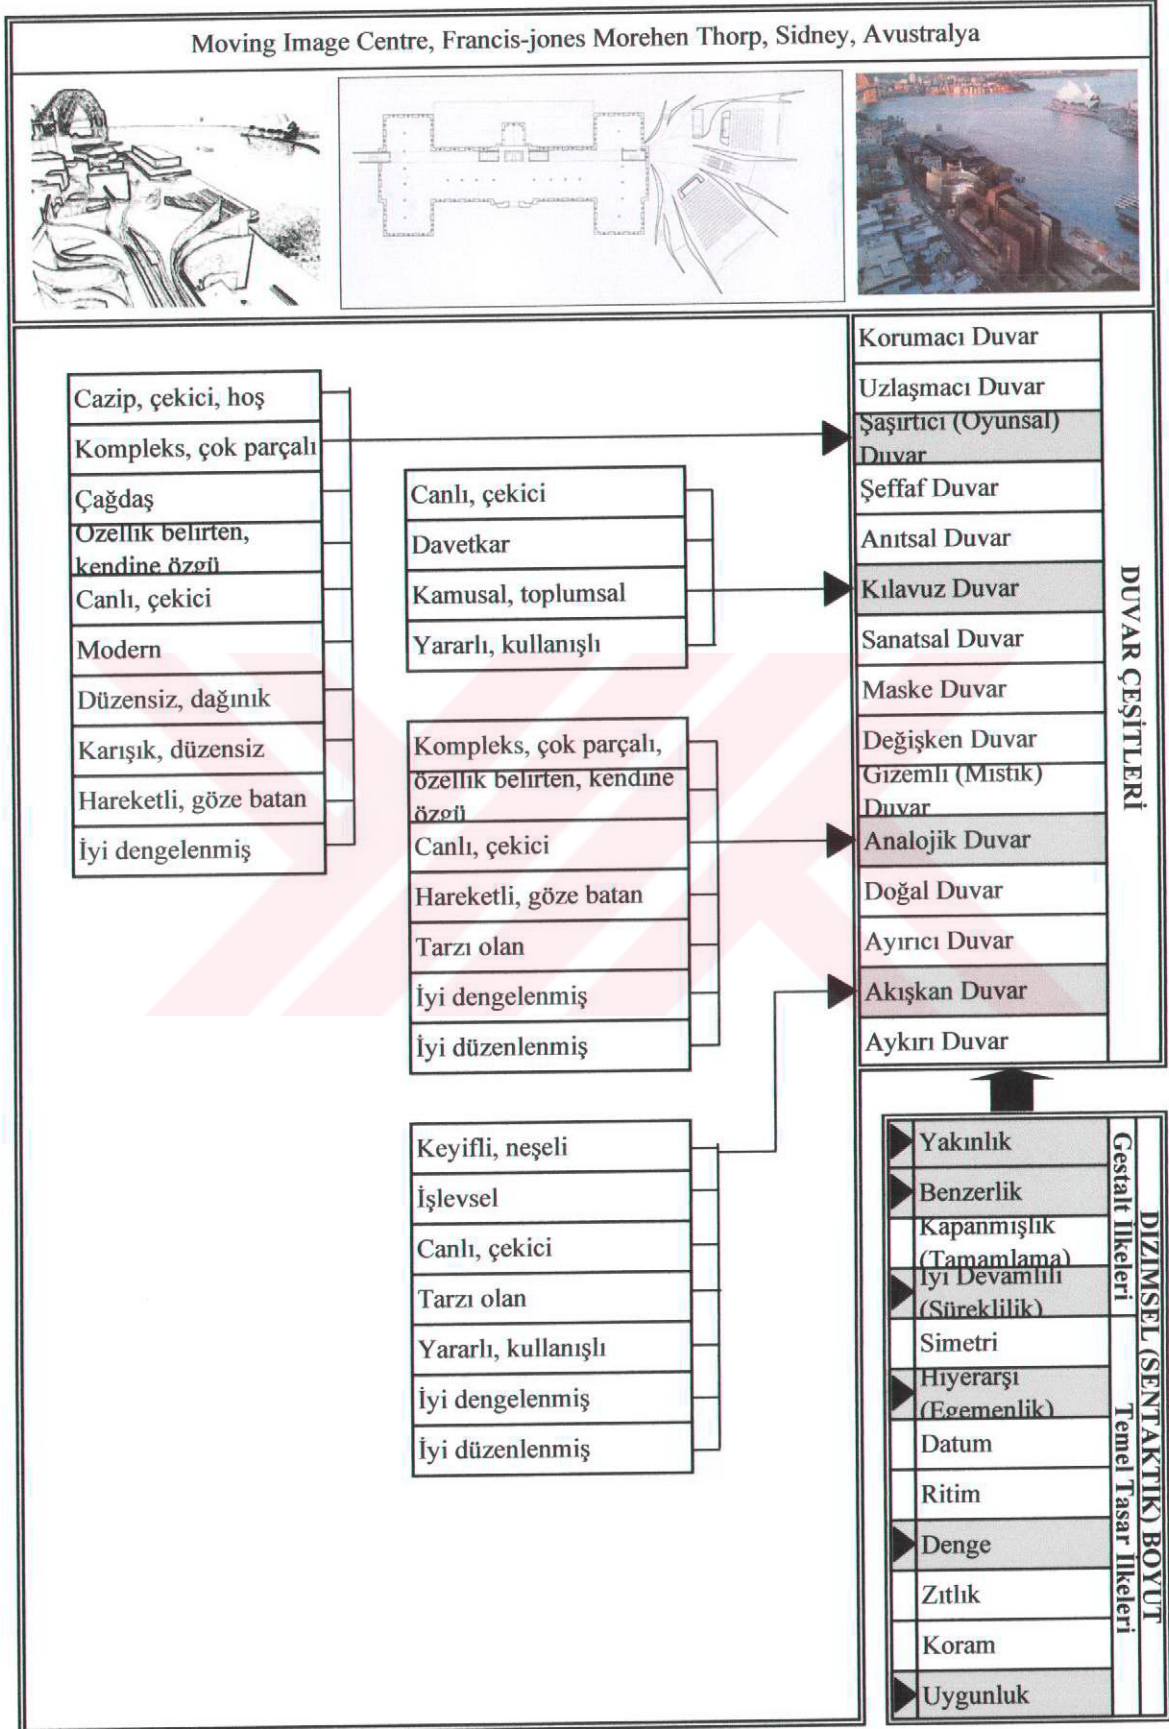 Moving Image Centre, Francis-jones Morehen Thorp, Sidney, Avustralya
Cazip, çekici, hoş
Kompleks, çok parçalı
Çağdaş
Özellik belirten,
kendine özgü
Canlı, çekici
Modern
Düzensiz, dağınık
Karışık, düzensiz
Hareketli, göze batan
İyi dengelenmiş
Canlı, çekici
Davetkar
Kamusal, toplumsal
Yararlı, kullanışlı
Kompleks, çok parçalı,
özellik belirten, kendine
özgü
Canlı, çekici
Hareketli, göze batan
Tarzı olan
İyi dengelenmiş
İyi düzenlenmiş
Keyifli, neşeli
İşlevsel
Canlı, çekici
Tarzı olan
Yararlı, kullanışlı
İyi dengelenmiş
İyi düzenlenmiş
Korumacı Duvar
Uzlaşmacı Duvar
Şaşırtıcı (Oyunsal)
Duvar
Şeffaf Duvar
Anıtsal Duvar
Kılavuz Duvar
Sanatsal Duvar
Maske Duvar
Değişken Duvar
Gizemli (Mistik)
Duvar
Analojik Duvar
Doğal Duvar
Ayırıcı Duvar
Akışkan Duvar
Aykırı Duvar
DUVAR ÇEŞİTLERİ
Yakınlık
Benzerlik
Kapanmışlık
(Tamamlama)
İyi Devamlılı
(Süreklilik)
Simetri
Hiyerarşi
(Egemenlik)
Datum
Ritim
Denge
Zıtlık
Koram
Uygunluk
Gestalt İlkeleri
Temel Tasar İlkeleri
DİZİMSEL (SENTAKTİK) BOYUT